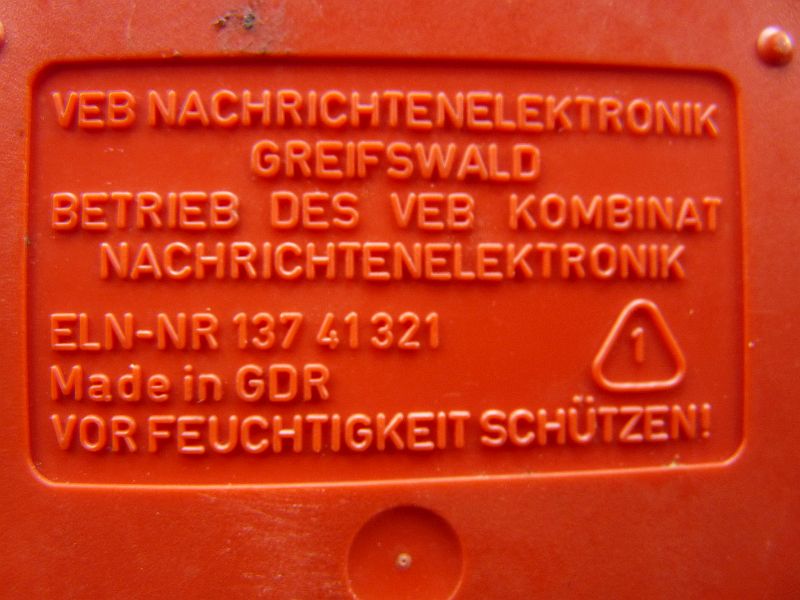 VEB NACHRICHTENELEKTRONIK
GREIFSWALD
BETRIEB DES VEB KOMBINAT
NACHRICHTENELEKTRONIK
ELN-NR 137 41 321
1
Made in GDR
VOR FEUCHTIGKEIT SCHÜTZEN!